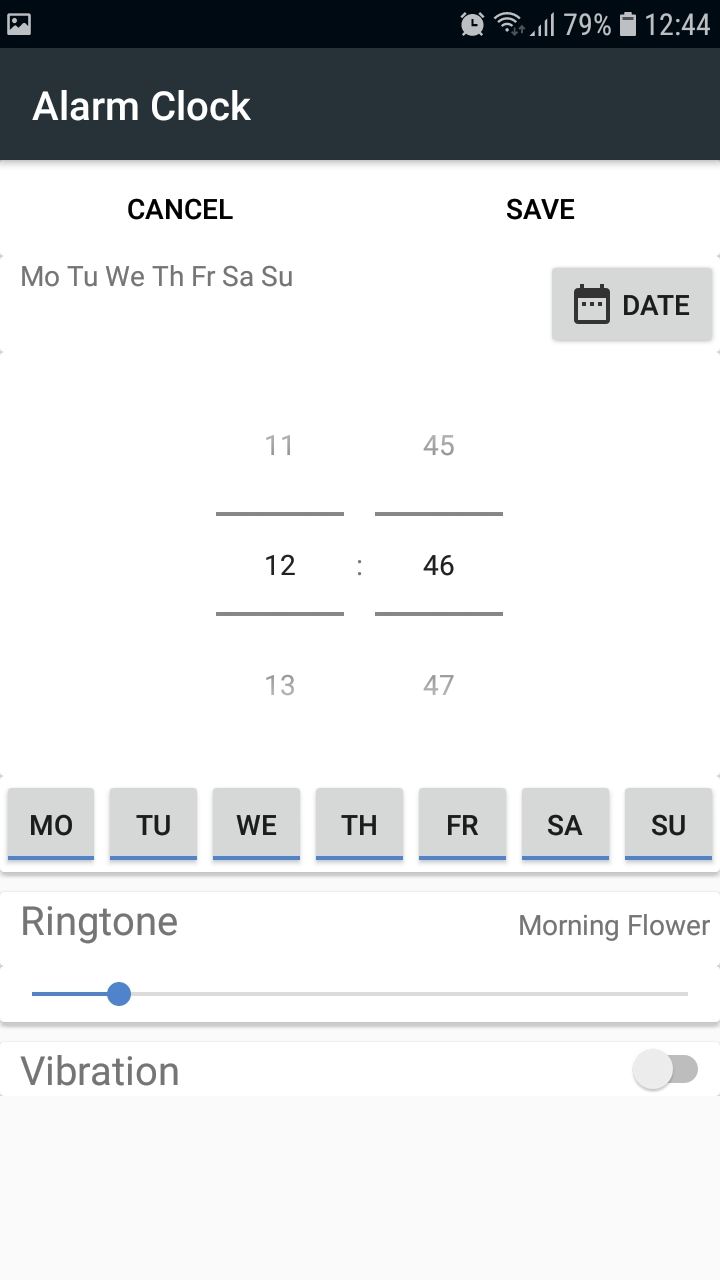 79% 12:44
Alarm Clock
CANCEL SAVE
Mo Tu We Th Fr Sa Su
DATE
11 45
12 : 46
13 47
MO TU WE TH FR SA SU
Ringtone Morning Flower
Vibration